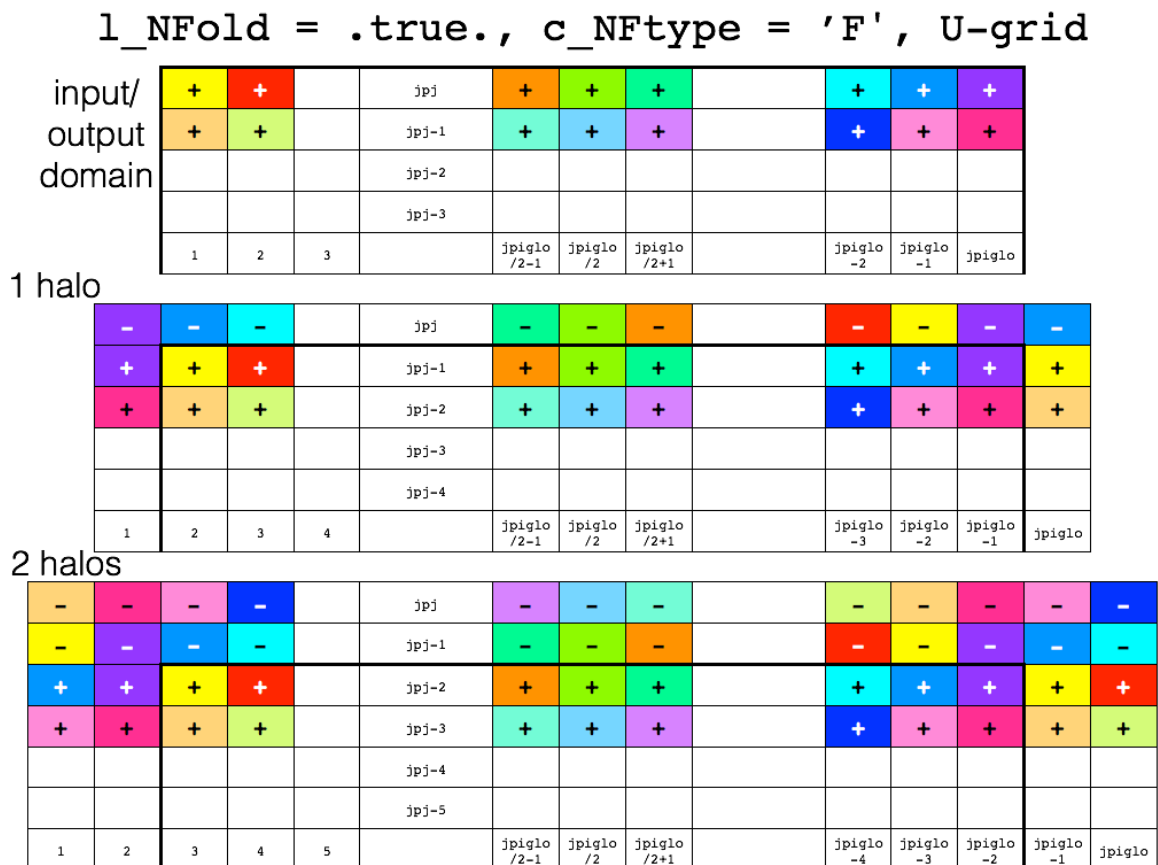 l_NFold = .true., c_NFtype = 'F', U-grid
input/
output
domain
+ + jpj + + + + + +
+ + jpj-1 + + + + + +
jpj-2
jpj-3
1 2 3 jpiglo/2-1 jpiglo/2 jpiglo/2+1 jpiglo-2 jpiglo-1 jpiglo
1 halo
- - - jpj - - - - - - -
+ + + jpj-1 + + + + + + +
+ + + jpj-2 + + + + + + +
jpj-3
jpj-4
1 2 3 4 jpiglo/2-1 jpiglo/2 jpiglo/2+1 jpiglo-3 jpiglo-2 jpiglo-1 jpiglo
2 halos
- - - - jpj - - - - - - - -
- - - - jpj-1 - - - - - - - -
+ + + + jpj-2 + + + + + + + +
+ + + + jpj-3 + + + + + + + +
jpj-4
jpj-5
1 2 3 4 5 jpiglo/2-1 jpiglo/2 jpiglo/2+1 jpiglo-4 jpiglo-3 jpiglo-2 jpiglo-1 jpiglo